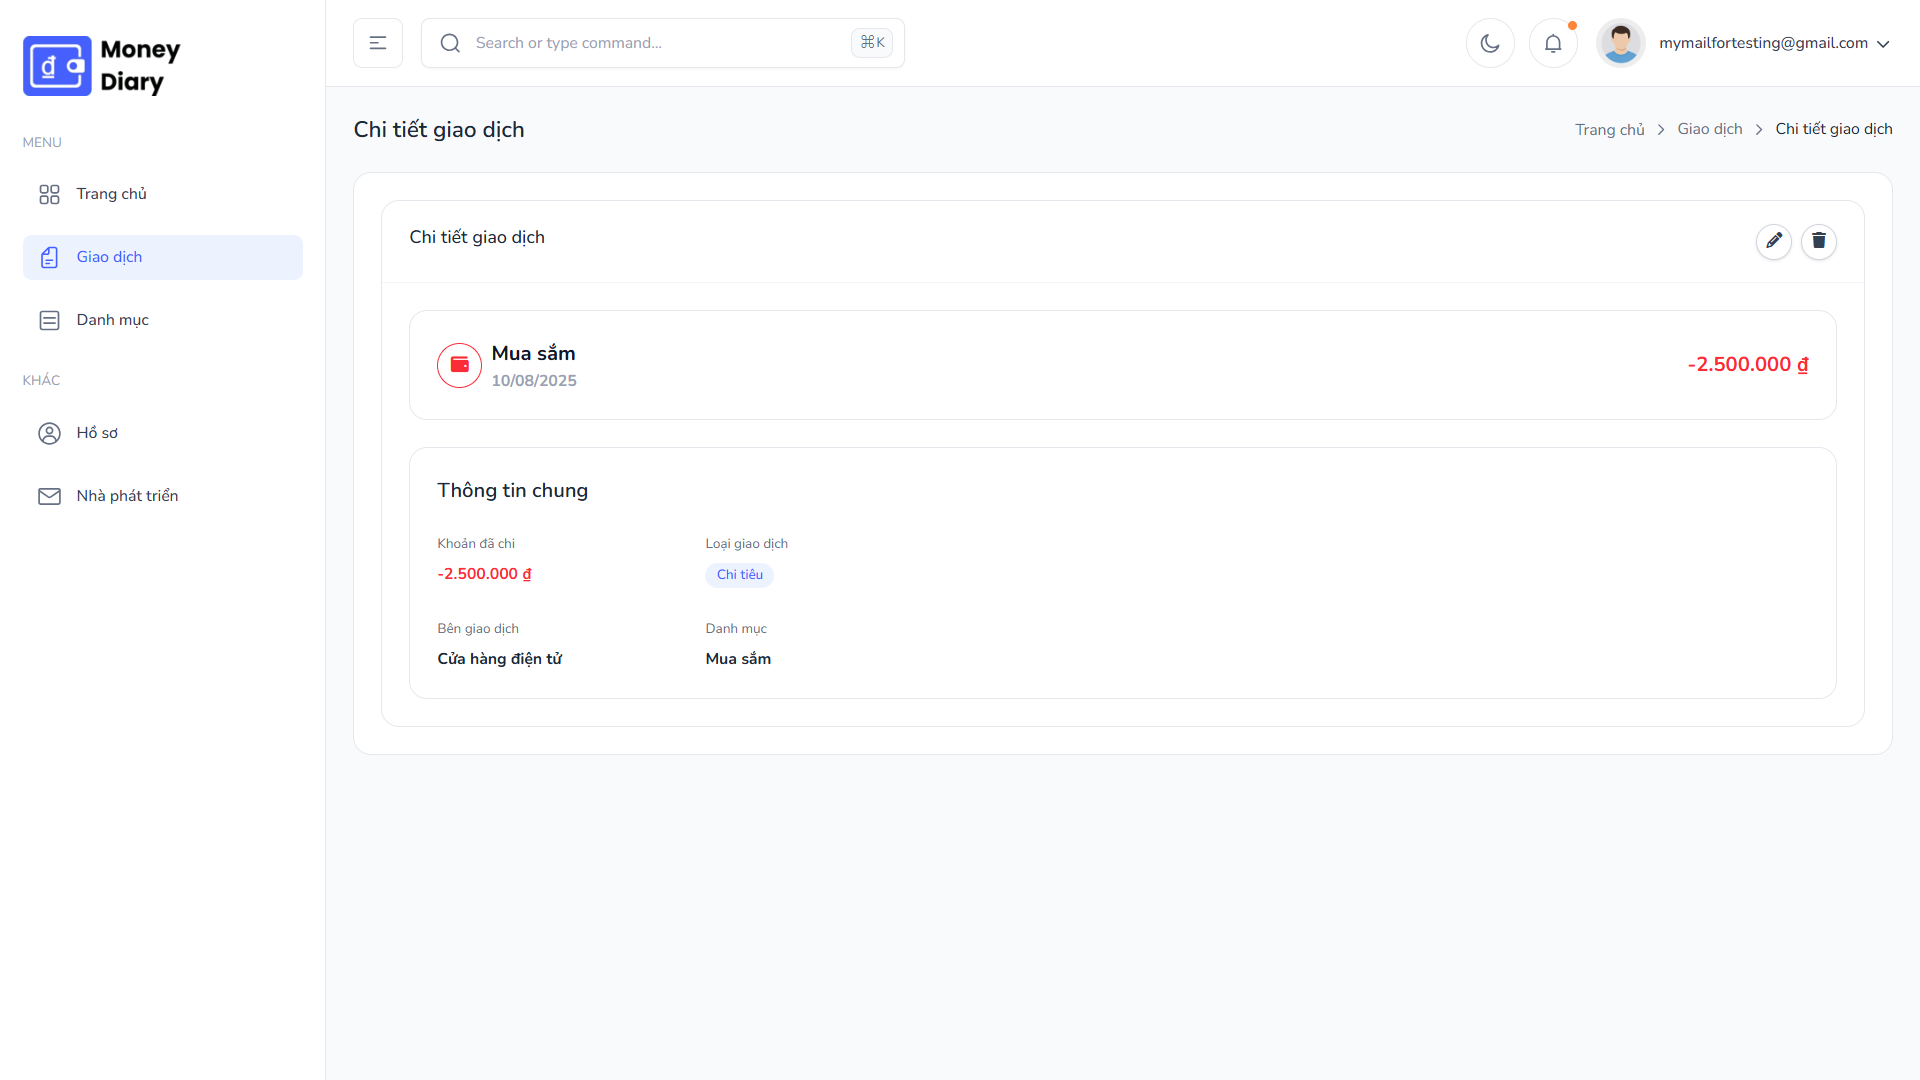 Money
Diary
MENU
Trang chủ
Giao dịch
Danh mục
KHÁC
Hồ sơ
Nhà phát triển
Search or type command...
⌘K
mymailfortesting@gmail.com
Chi tiết giao dịch
Trang chủ > Giao dịch > Chi tiết giao dịch
Chi tiết giao dịch
Mua sắm
10/08/2025
-2.500.000 ₫
Thông tin chung
Khoản đã chi
-2.500.000 ₫
Loại giao dịch
Chi tiêu
Bên giao dịch
Cửa hàng điện tử
Danh mục
Mua sắm